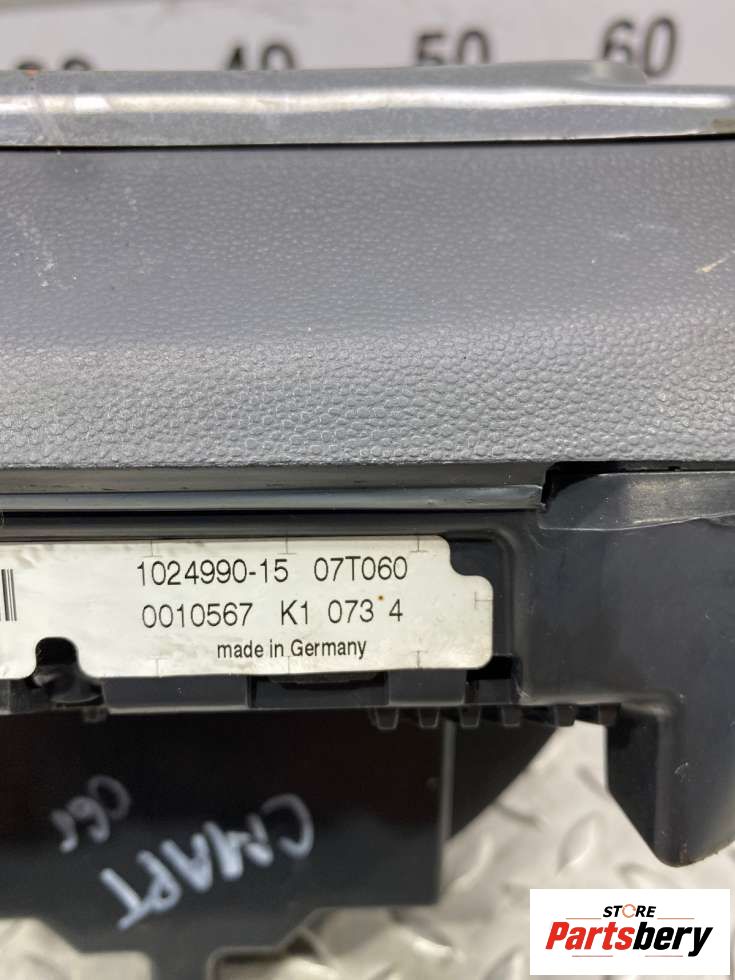 40 50 60
1024990-15 07T060
0010567 K1 073 4
made in Germany
СМАРТ
STORE
Partsbery